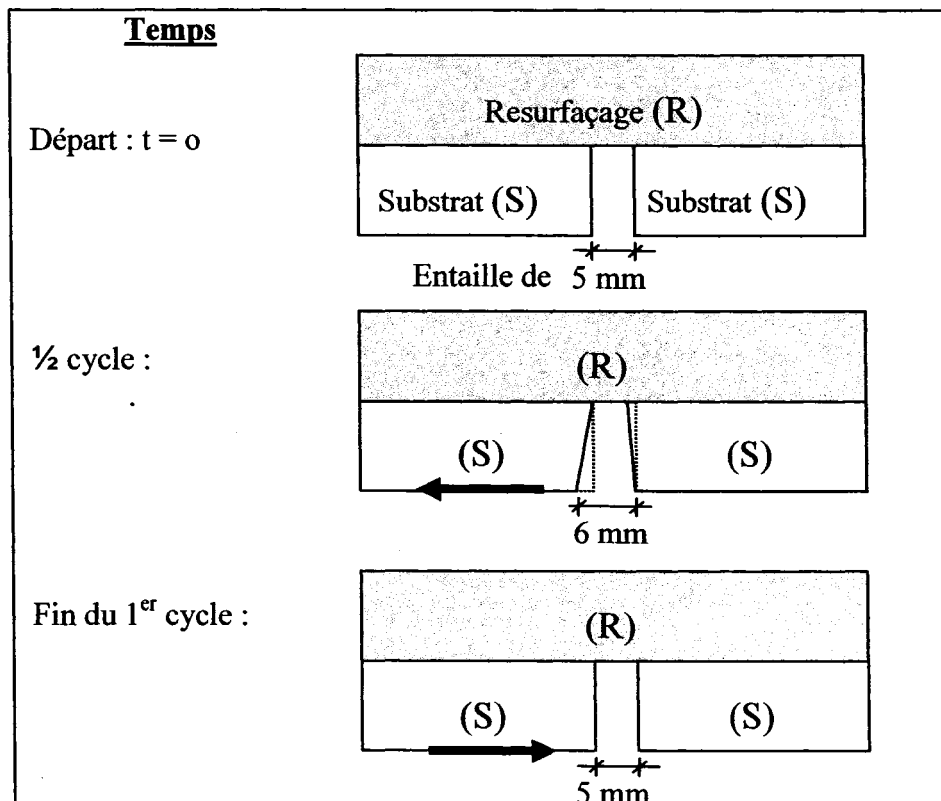 Temps
Départ : t = o
Resurfaçage (R)
Substrat (S) Substrat (S)
Entaille de 5 mm
½ cycle :
(R)
(S) (S)
6 mm
Fin du 1er cycle :
(R)
(S) (S)
5 mm